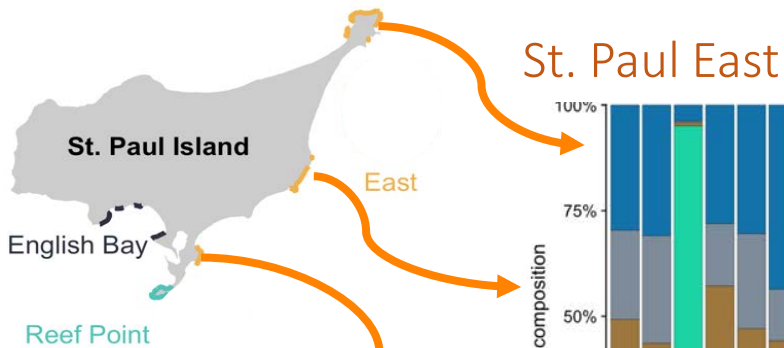 St. Paul East
100%
St. Paul Island
East
75%
English Bay
composition
50%
Reef Point